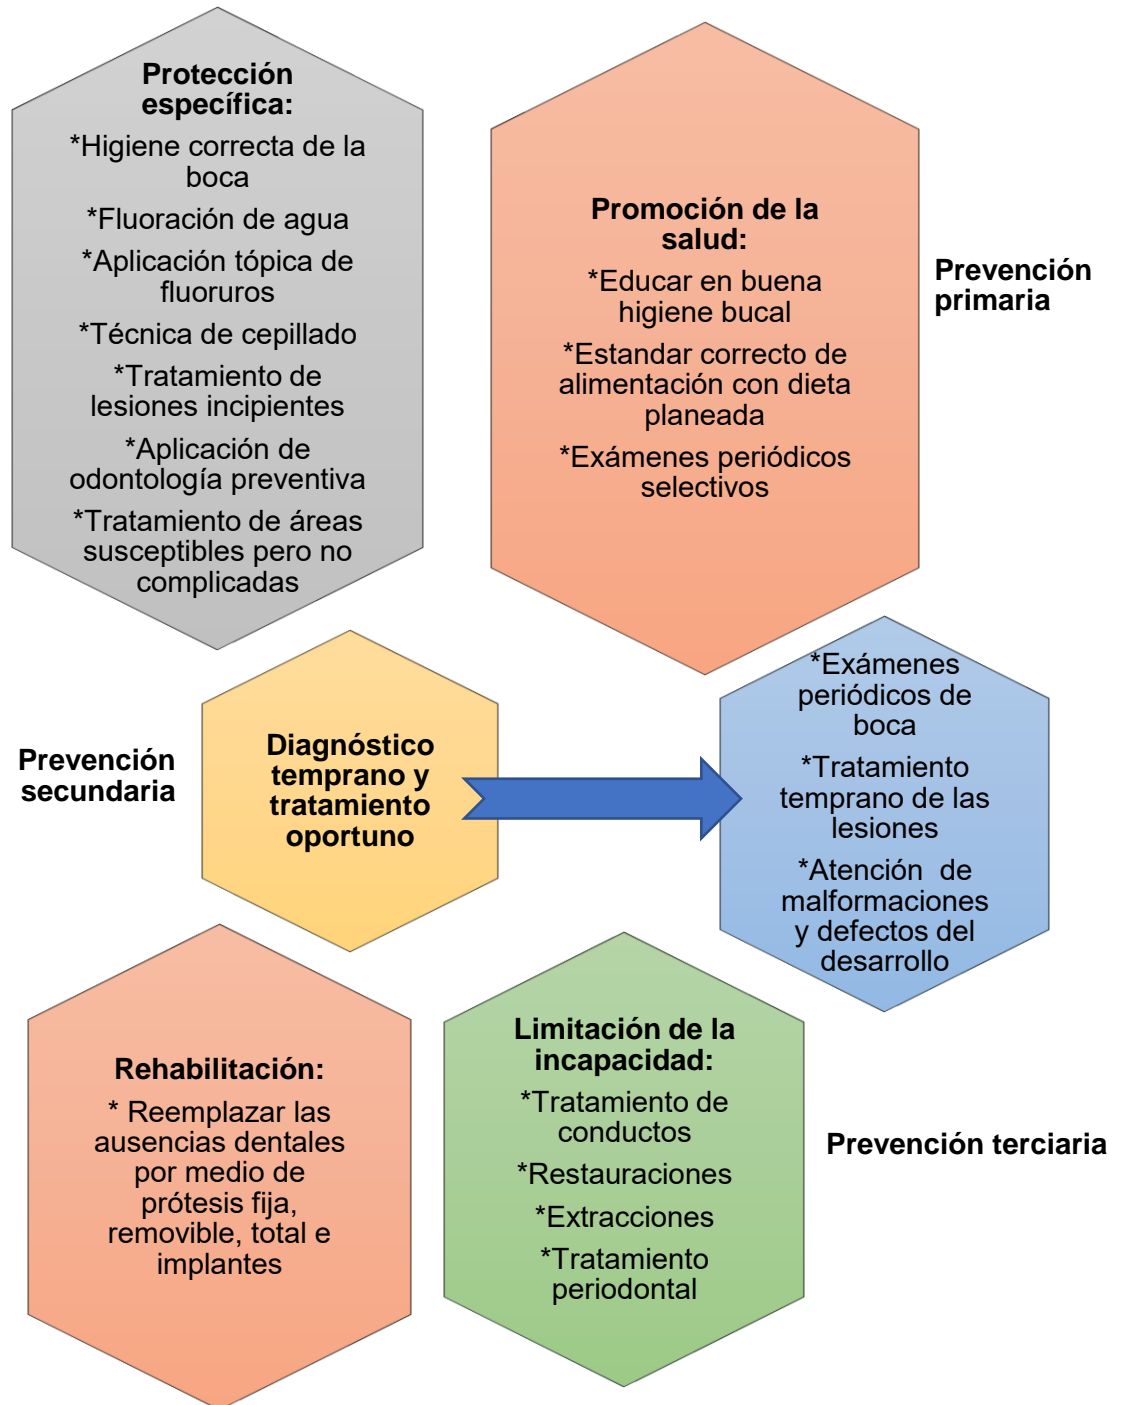 Protección
específica:
*Higiene correcta de la
boca
*Fluoración de agua
*Aplicación tópica de
fluoruros
*Técnica de cepillado
*Tratamiento de
lesiones incipientes
*Aplicación de
odontología preventiva
*Tratamiento de áreas
susceptibles pero no
complicadas
Promoción de la
salud:
*Educar en buena
higiene bucal
*Estandar correcto de
alimentación con dieta
planeada
*Exámenes periódicos
selectivos
Prevención
primaria
Prevención
secundaria
Diagnóstico
temprano y
tratamiento
oportuno
*Exámenes
periódicos de
boca
*Tratamiento
temprano de las
lesiones
*Atención  de
malformaciones
y defectos del
desarrollo
Rehabilitación:
* Reemplazar las
ausencias dentales
por medio de
prótesis fija,
removible, total e
implantes
Limitación de la
incapacidad:
*Tratamiento de
conductos
*Restauraciones
*Extracciones
*Tratamiento
periodontal
Prevención terciaria